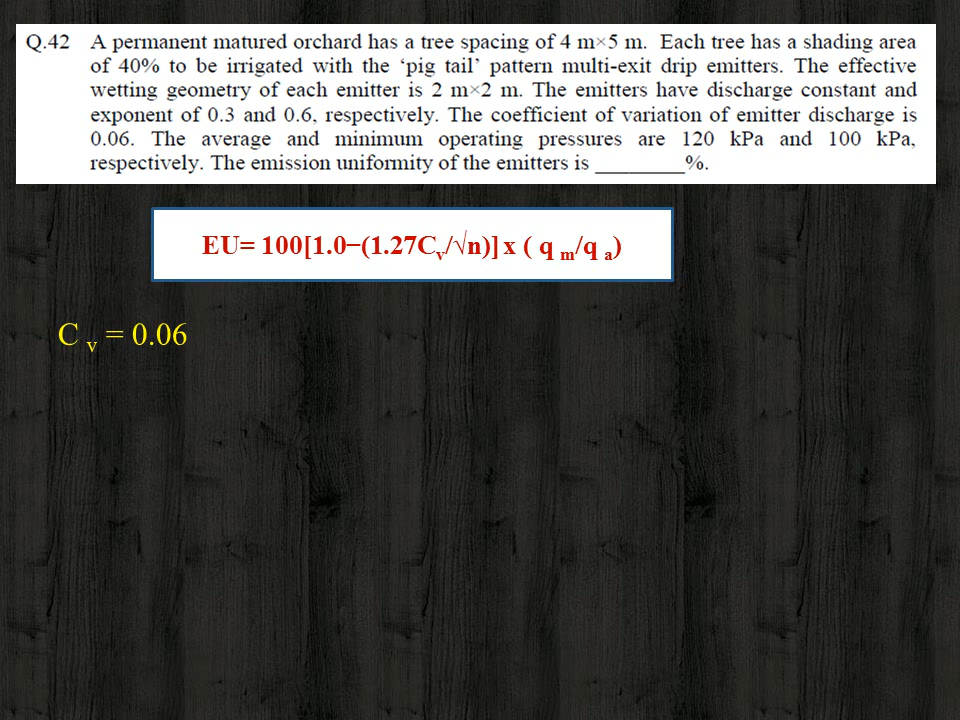 Q.42 A permanent matured orchard has a tree spacing of 4 m×5 m. Each tree has a shading area
of 40% to be irrigated with the ‘pig tail’ pattern multi-exit drip emitters. The effective
wetting geometry of each emitter is 2 m×2 m. The emitters have discharge constant and
exponent of 0.3 and 0.6, respectively. The coefficient of variation of emitter discharge is
0.06. The average and minimum operating pressures are 120 kPa and 100 kPa,
respectively. The emission uniformity of the emitters is ________%.
EU= 100[1.0−(1.27Cv/√n)] x ( q m/q a)
C v = 0.06